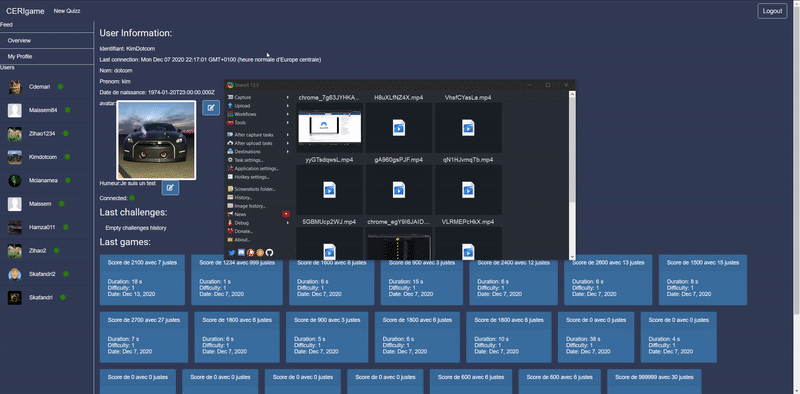 CERIgame New Quizz Logout
Feed
Overview
My Profile
Users
Cdemari
Maissem84
Zihao1234
Kimdotcom
Mcianamea
Maissem
Hamza011
Zihao2
Skafandri2
Skafandri
User Information:
Identifiant: KimDotcom
Last connection: Mon Dec 07 2020 22:17:01 GMT+0100 (heure normale d'Europe centrale)
Nom: dotcom
Prenom: kim
Date de naissance: 1974-01-20T23:00:00.000Z
avatar:
Humeur:Je suis un test
Connected:
Last challenges:
Empty challenges history
Last games:
ShareX 13.3
Capture
Upload
Workflows
Tools
After capture tasks
After upload tasks
Destinations
Task settings...
Application settings...
Hotkey settings...
Screenshots folder...
History...
Image history...
News
Debug
Donate...
About...
chrome_7g63JYHKA... H8uXLfNZ4X.mp4 VhsfCYasLa.mp4
yyGTsdqwsL.mp4 gA960gsPJF.mp4 qN1HJvmqTb.mp4
5GBMUcp2WJ.mp4 chrome_egY9I6JAID... VLRMEPcHkX.mp4
Score de 2100 avec 7 justes
Duration: 18 s
Difficulty: 1
Date: Dec 13, 2020
Score de 1234 avec 999 justes
Duration: 1 s
Difficulty: 1
Date: Dec 7, 2020
Score de 1600 avec 8 justes
Duration: 6 s
Difficulty: 1
Date: Dec 7, 2020
Score de 900 avec 3 justes
Duration: 15 s
Difficulty: 1
Date: Dec 7, 2020
Score de 2400 avec 12 justes
Duration: 6 s
Difficulty: 1
Date: Dec 7, 2020
Score de 2600 avec 13 justes
Duration: 6 s
Difficulty: 1
Date: Dec 7, 2020
Score de 1500 avec 15 justes
Duration: 8 s
Difficulty: 1
Date: Dec 7, 2020
Score de 2700 avec 27 justes
Duration: 7 s
Difficulty: 1
Date: Dec 7, 2020
Score de 1800 avec 6 justes
Duration: 6 s
Difficulty: 1
Date: Dec 7, 2020
Score de 900 avec 3 justes
Duration: 5 s
Difficulty: 1
Date: Dec 7, 2020
Score de 1800 avec 6 justes
Duration: 6 s
Difficulty: 1
Date: Dec 7, 2020
Score de 1800 avec 6 justes
Duration: 10 s
Difficulty: 1
Date: Dec 7, 2020
Score de 0 avec 0 justes
Duration: 38 s
Difficulty: 1
Date: Dec 7, 2020
Score de 0 avec 0 justes
Duration: 4 s
Difficulty: 1
Date: Dec 7, 2020
Score de 0 avec 0 justes
Score de 0 avec 0 justes
Score de 0 avec 0 justes
Score de 0 avec 0 justes
Score de 600 avec 6 justes
Score de 600 avec 6 justes
Score de 999999 avec 30 justes